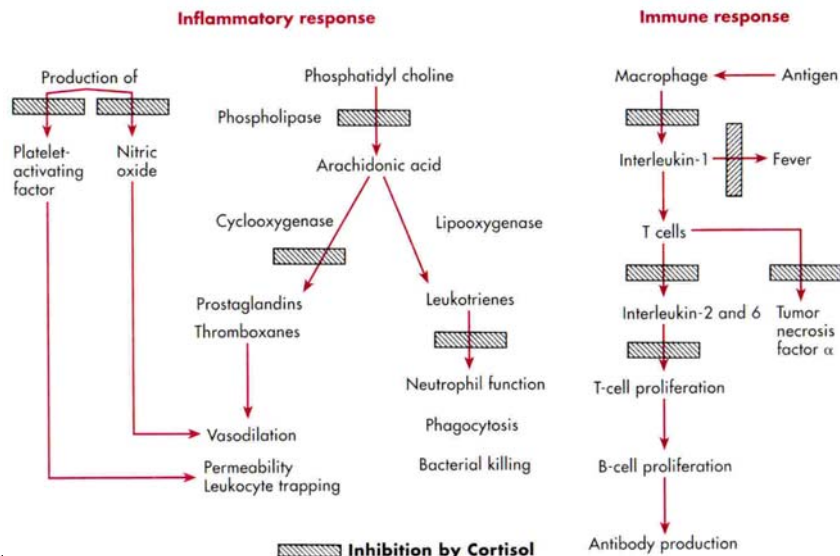 Inflammatory response
Immune response
Production of
Platelet-
activating
factor
Nitric
oxide
Phosphatidyl choline
Phospholipase
Arachidonic acid
Cyclooxygenase
Lipooxygenase
Prostaglandins
Thromboxanes
Leukotrienes
Neutrophil function
Phagocytosis
Bacterial killing
Vasodilation
Permeability
Leukocyte trapping
Macrophage
Antigen
Interleukin-1
Fever
T cells
Interleukin-2 and 6
Tumor
necrosis
factor α
T-cell proliferation
B-cell proliferation
Antibody production
Inhibition by Cortisol